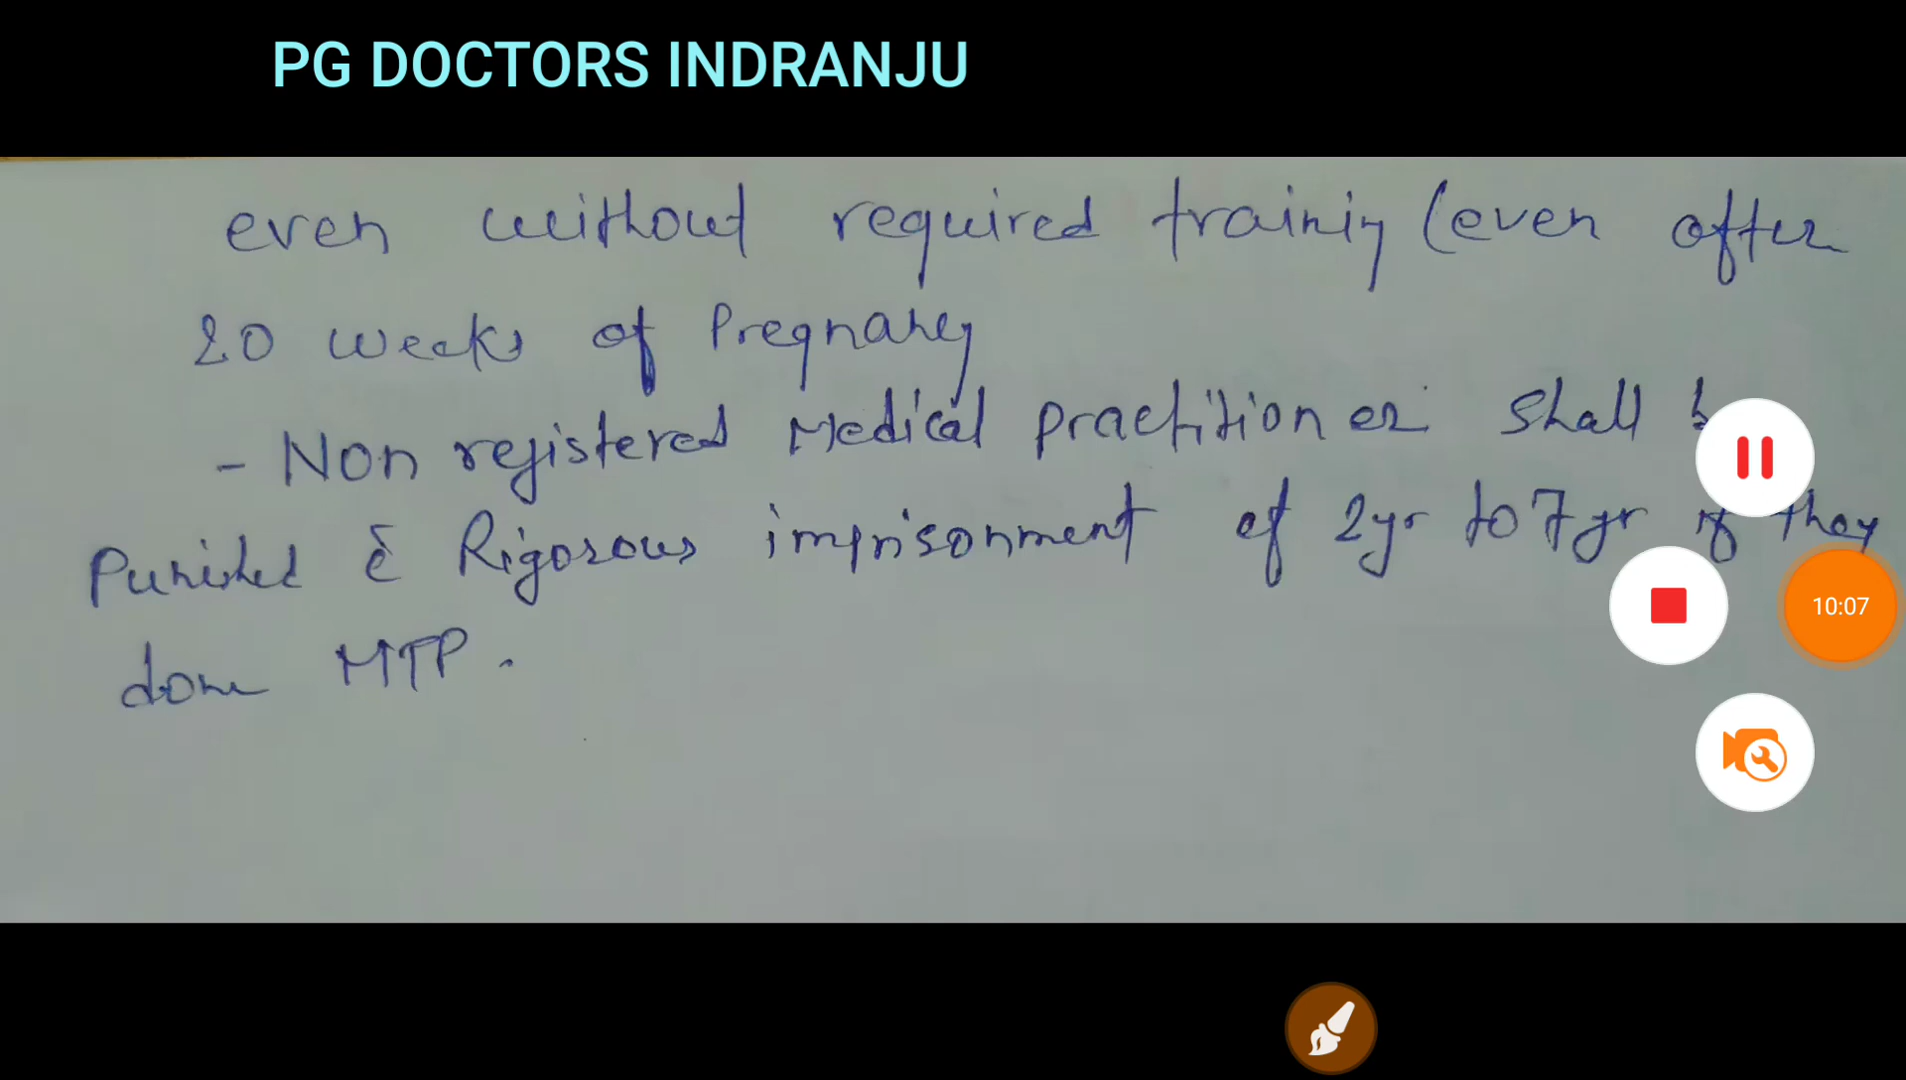 PG DOCTORS INDRANJU
even without required training (even after
20 weeks of Pregnancy
- Non registered Medical practitioner shall
Punished c̄ Rigorous imprisonment of 2yr to 7yr if they
done MTP.
10:07